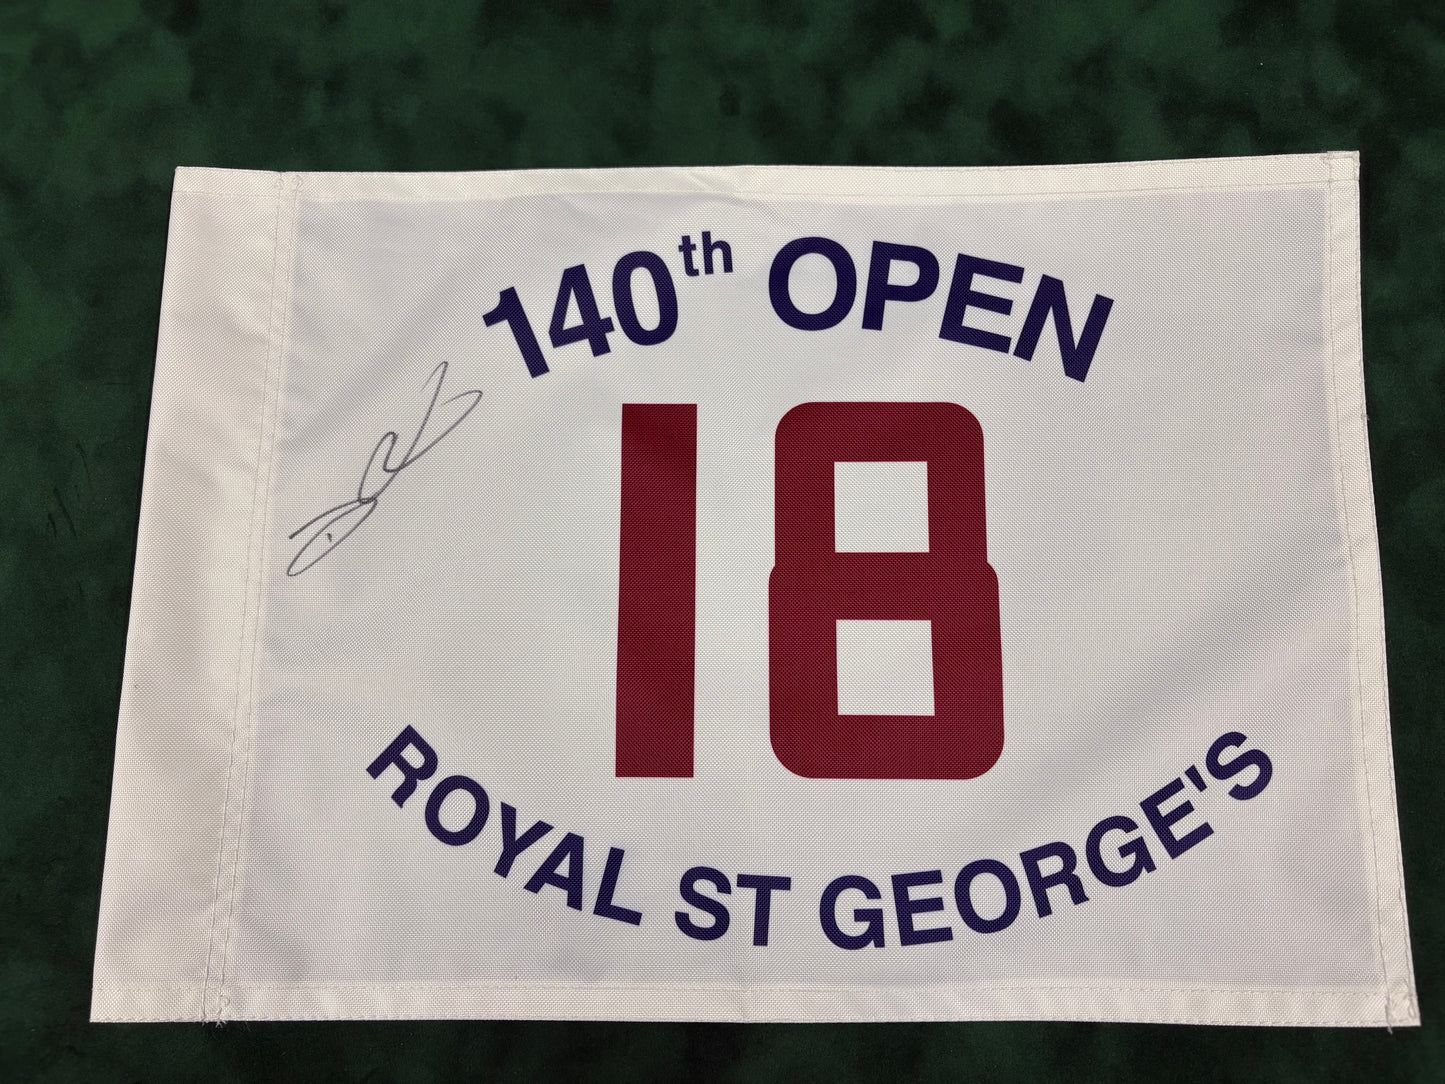 140th OPEN
18
ROYAL ST GEORGE'S